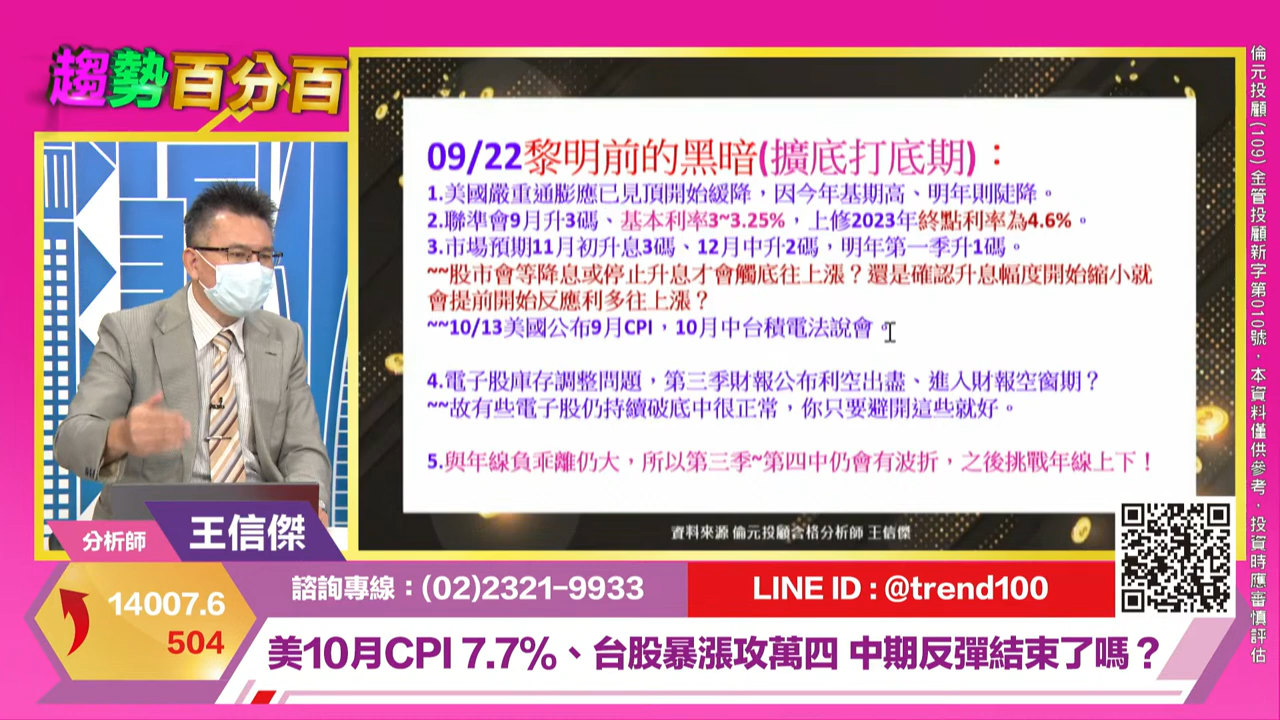 趨勢百分百
09/22黎明前的黑暗(擴底打底期)：
1.美國嚴重通膨應已見頂開始緩降，因今年基期高、明年則陡降。
2.聯準會9月升3碼、基本利率3~3.25%，上修2023年終點利率為4.6%。
3.市場預期11月初升息3碼、12月中升2碼，明年第一季升1碼。
~~股市會等降息或停止升息才會觸底往上漲？還是確認升息幅度開始縮小就
會提前開始反應利多往上漲？
~~10/13美國公布9月CPI，10月中台積電法說會。
4.電子股庫存調整問題，第三季財報公布利空出盡、進入財報空窗期？
~~故有些電子股仍持續破底中很正常，你只要避開這些就好。
5.與年線負乖離仍大，所以第三季~第四中仍會有波折，之後挑戰年線上下！
資料來源 倫元投顧合格分析師 王信傑
倫元投顧(109)金管投顧新字第010號．本資料僅供參考．投資時應審慎評估
分析師 王信傑
諮詢專線：(02)2321-9933
LINE ID : @trend100
14007.6
504
美10月CPI 7.7%、台股暴漲攻萬四 中期反彈結束了嗎？